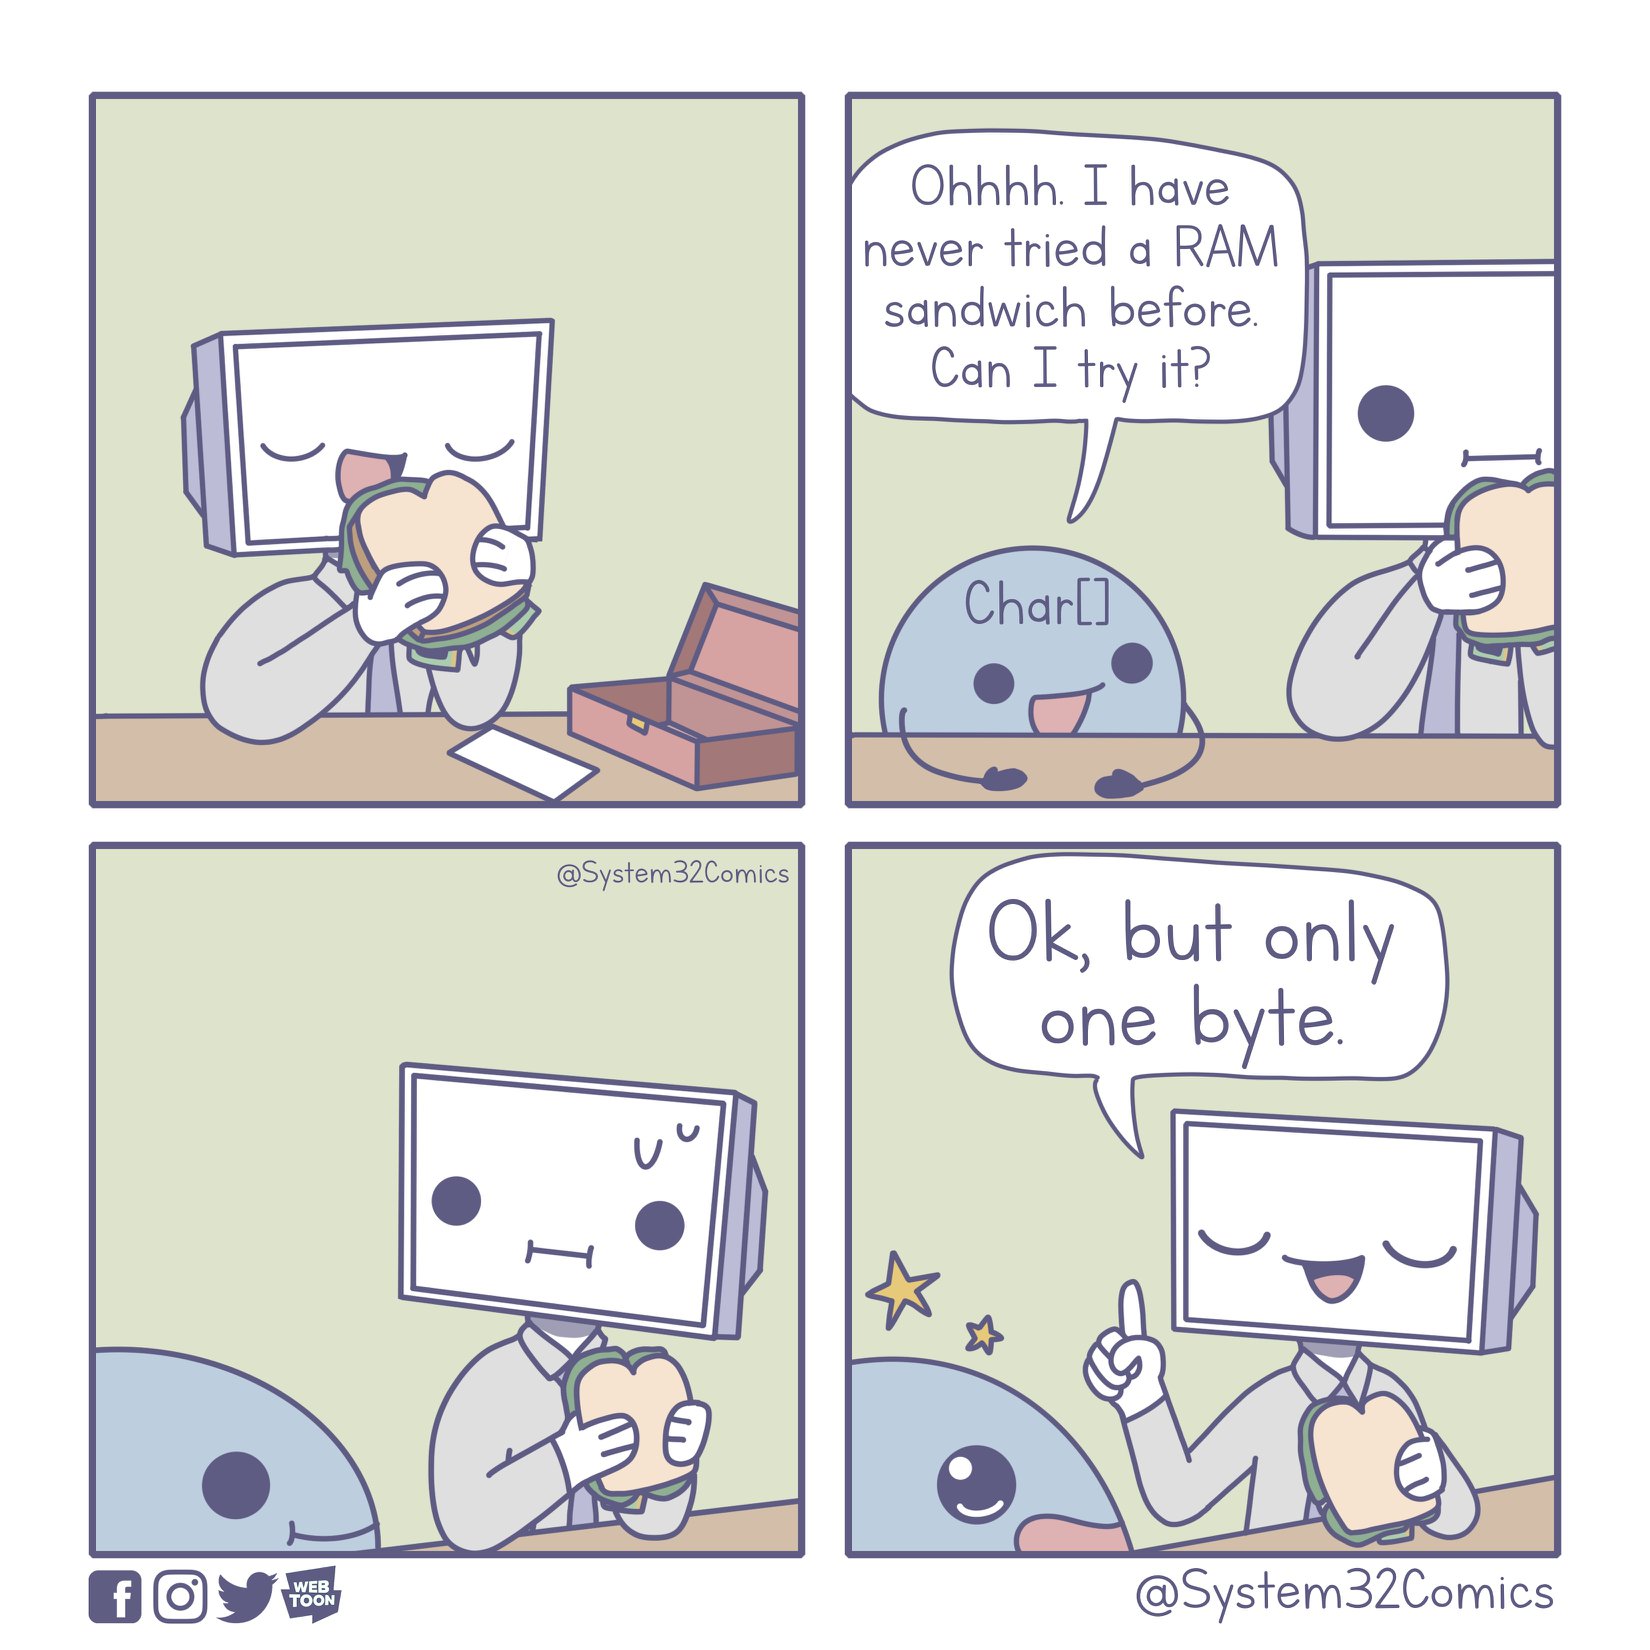 Ohhhh. I have
never tried a RAM
sandwich before.
Can I try it?
Char[]
@System32Comics
Ok, but only
one byte.
WEB
TOON
@System32Comics